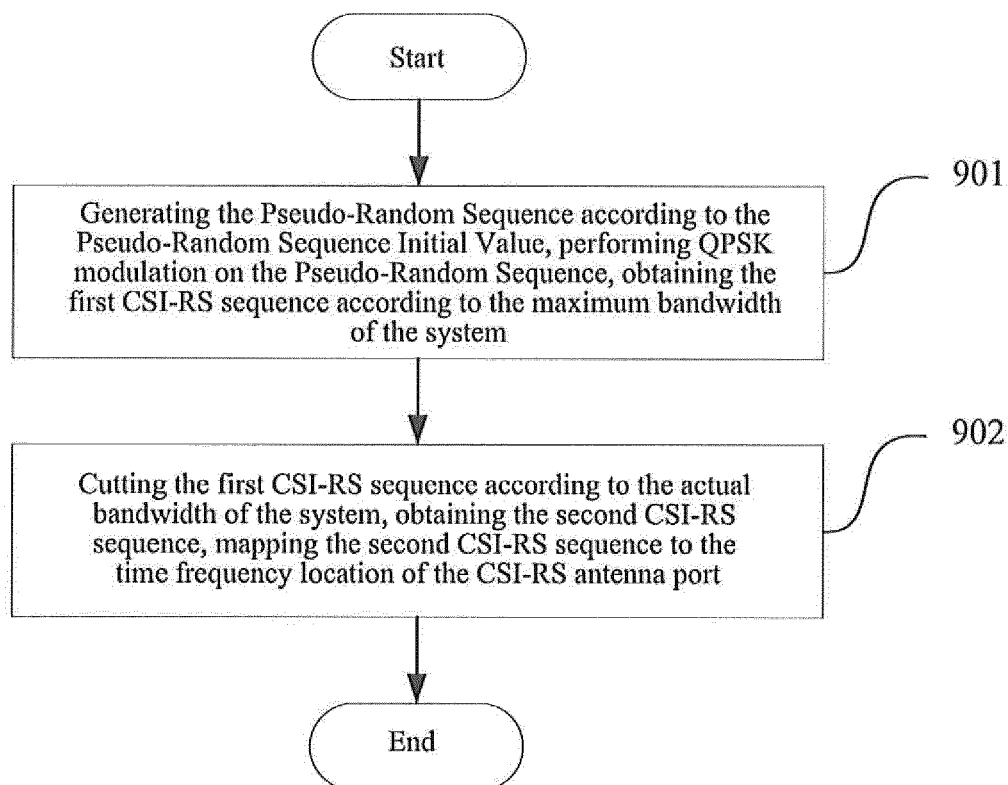 Start
901
Generating the Pseudo-Random Sequence according to the
Pseudo-Random Sequence Initial Value, performing QPSK
modulation on the Pseudo-Random Sequence, obtaining the
first CSI-RS sequence according to the maximum bandwidth
of the system
902
Cutting the first CSI-RS sequence according to the actual
bandwidth of the system, obtaining the second CSI-RS
sequence, mapping the second CSI-RS sequence to the
time frequency location of the CSI-RS antenna port
End